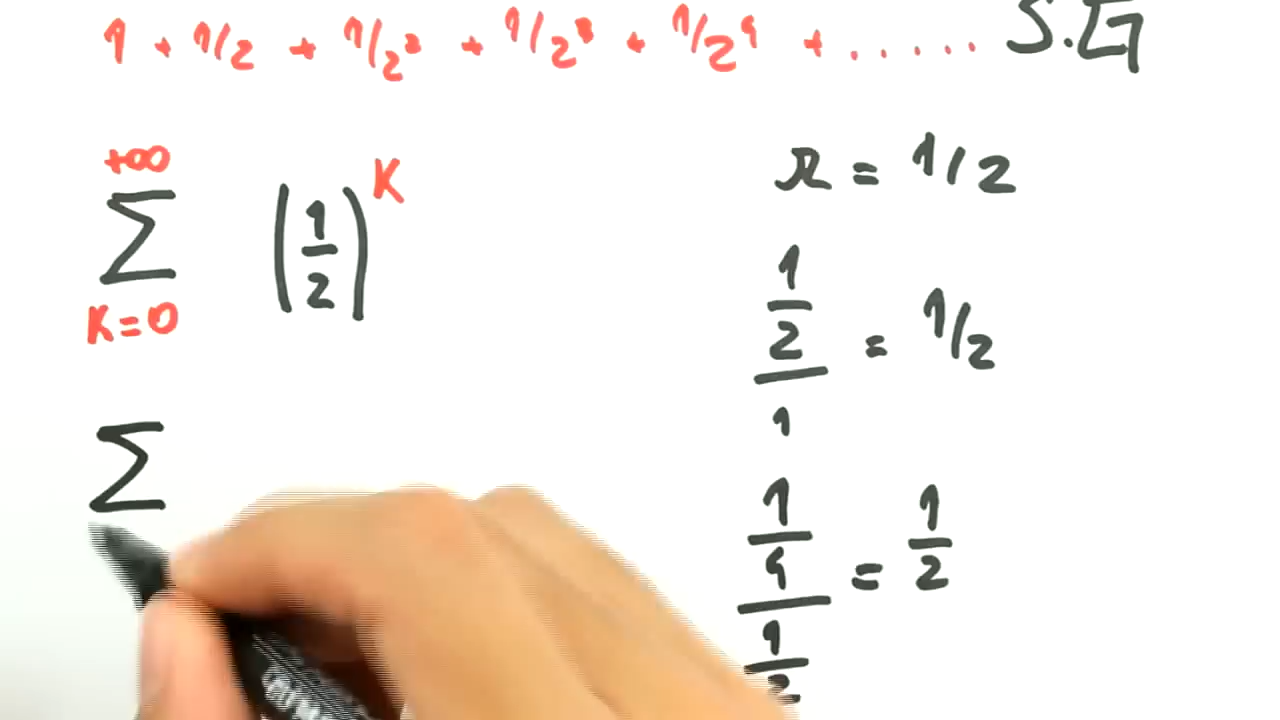 1 + 1/2 + 1/2² + 1/2³ + 1/2⁴ + ..... S.G
+∞
∑ (1/2)^K
K=0
r = 1/2
(1/2)/1 = 1/2
∑
(1/4)/(1/2) = 1/2